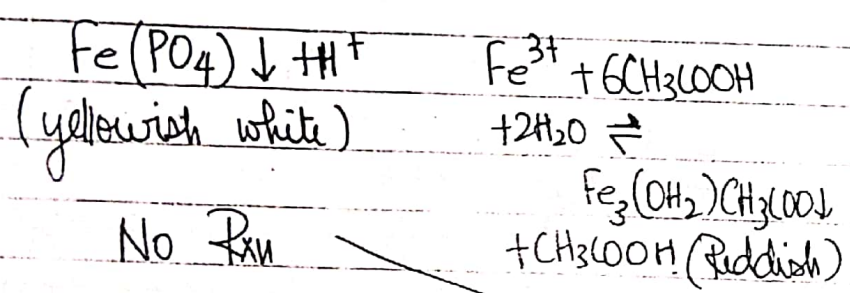 Fe(PO4)↓ +H+
(yellowish white)
No Rxn
Fe3+ + 6CH3COOH
+2H2O ⇌
Fe3(OH2)CH3COO↓
+CH3COOH (Reddish)